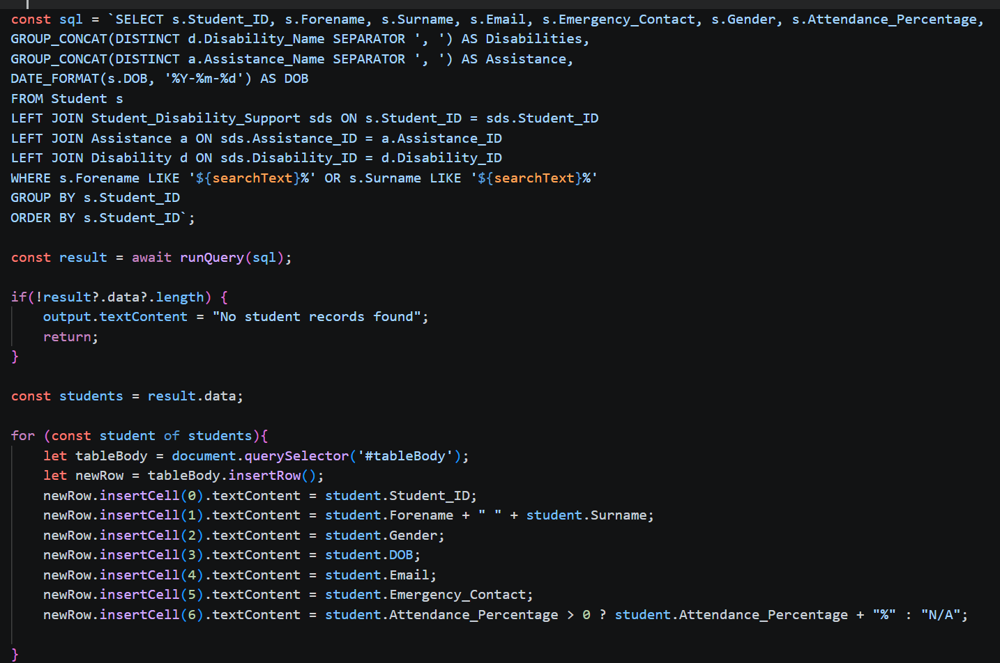 const sql = `SELECT s.Student_ID, s.Forename, s.Surname, s.Email, s.Emergency_Contact, s.Gender, s.Attendance_Percentage,
GROUP_CONCAT(DISTINCT d.Disability_Name SEPARATOR ', ') AS Disabilities,
GROUP_CONCAT(DISTINCT a.Assistance_Name SEPARATOR ', ') AS Assistance,
DATE_FORMAT(s.DOB, '%Y-%m-%d') AS DOB
FROM Student s
LEFT JOIN Student_Disability_Support sds ON s.Student_ID = sds.Student_ID
LEFT JOIN Assistance a ON sds.Assistance_ID = a.Assistance_ID
LEFT JOIN Disability d ON sds.Disability_ID = d.Disability_ID
WHERE s.Forename LIKE '${searchText}%' OR s.Surname LIKE '${searchText}%'
GROUP BY s.Student_ID
ORDER BY s.Student_ID`;

const result = await runQuery(sql);

if(!result?.data?.length) {
    output.textContent = "No student records found";
    return;
}

const students = result.data;

for (const student of students){
    let tableBody = document.querySelector('#tableBody');
    let newRow = tableBody.insertRow();
    newRow.insertCell(0).textContent = student.Student_ID;
    newRow.insertCell(1).textContent = student.Forename + " " + student.Surname;
    newRow.insertCell(2).textContent = student.Gender;
    newRow.insertCell(3).textContent = student.DOB;
    newRow.insertCell(4).textContent = student.Email;
    newRow.insertCell(5).textContent = student.Emergency_Contact;
    newRow.insertCell(6).textContent = student.Attendance_Percentage > 0 ? student.Attendance_Percentage + "%" : "N/A";

}